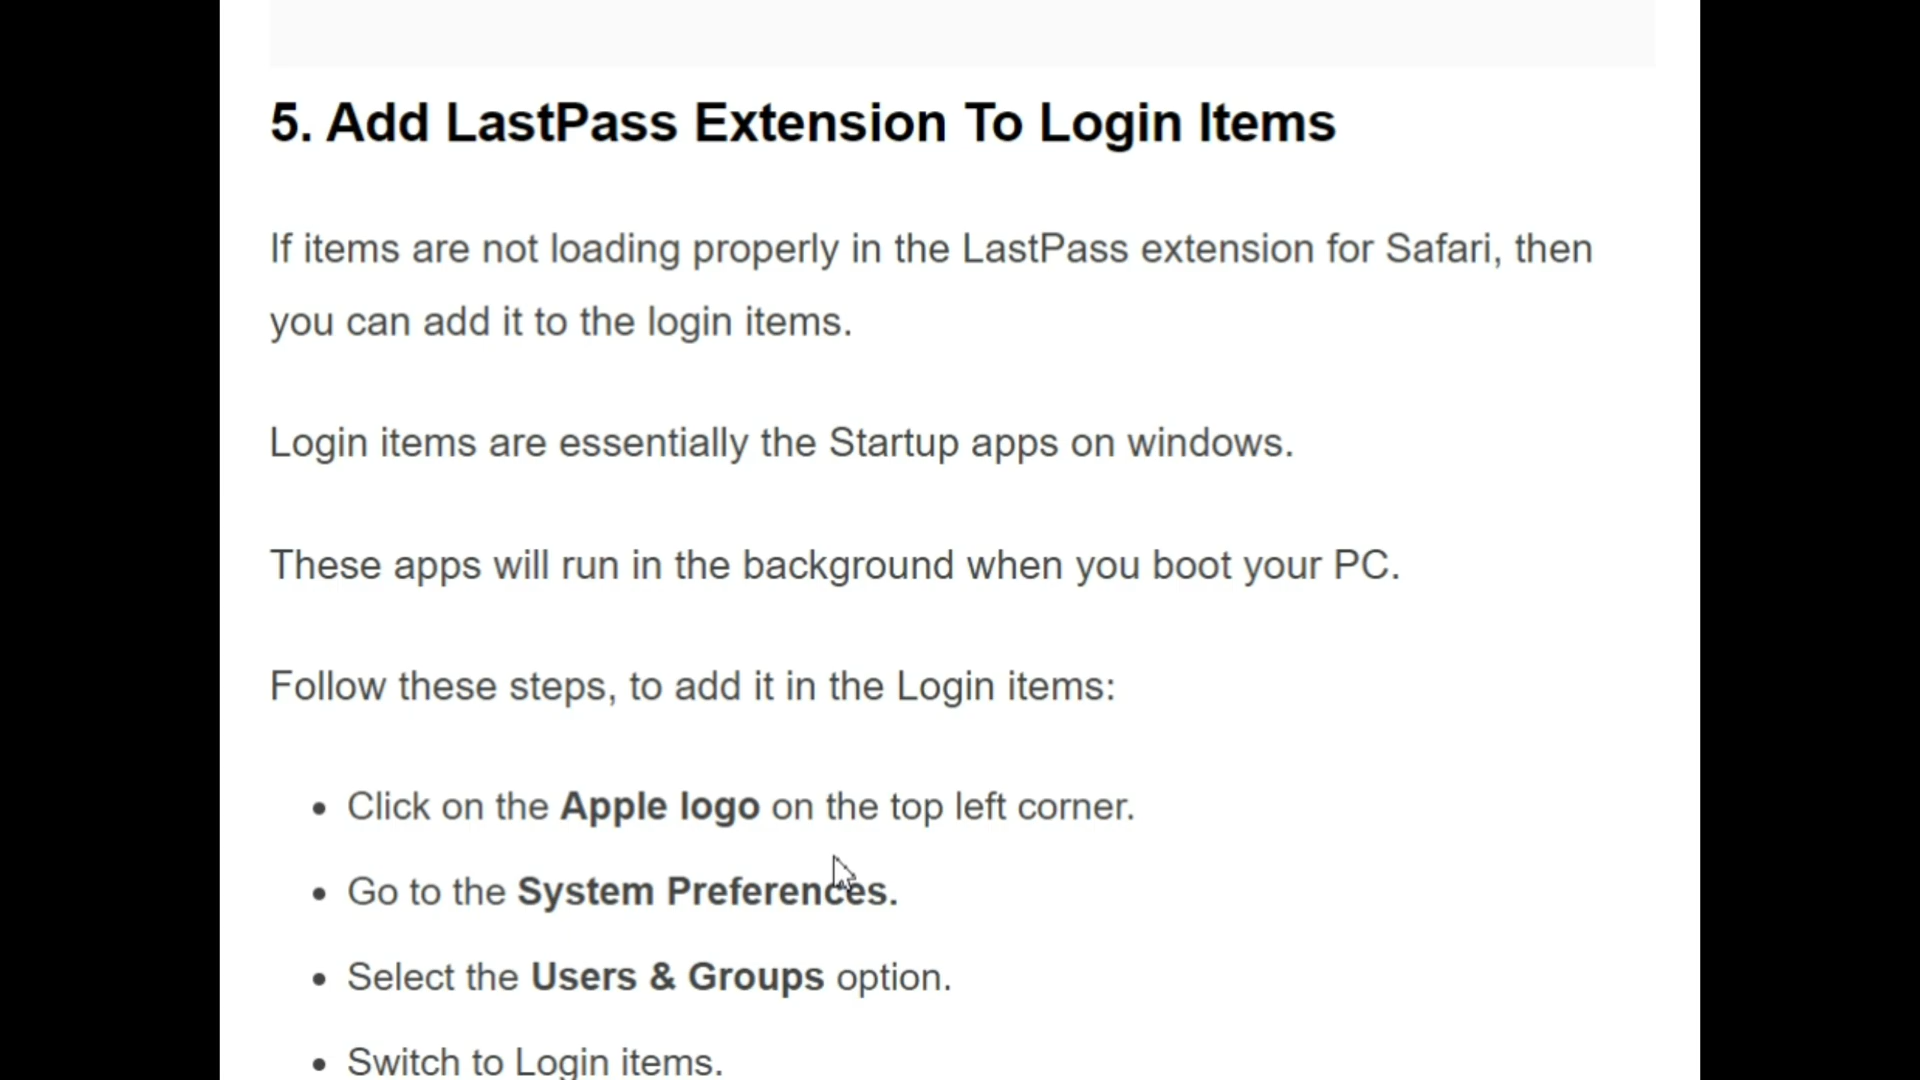 5. Add LastPass Extension To Login Items
If items are not loading properly in the LastPass extension for Safari, then
you can add it to the login items.
Login items are essentially the Startup apps on windows.
These apps will run in the background when you boot your PC.
Follow these steps, to add it in the Login items:
• Click on the Apple logo on the top left corner.
• Go to the System Preferences.
• Select the Users & Groups option.
• Switch to Login items.